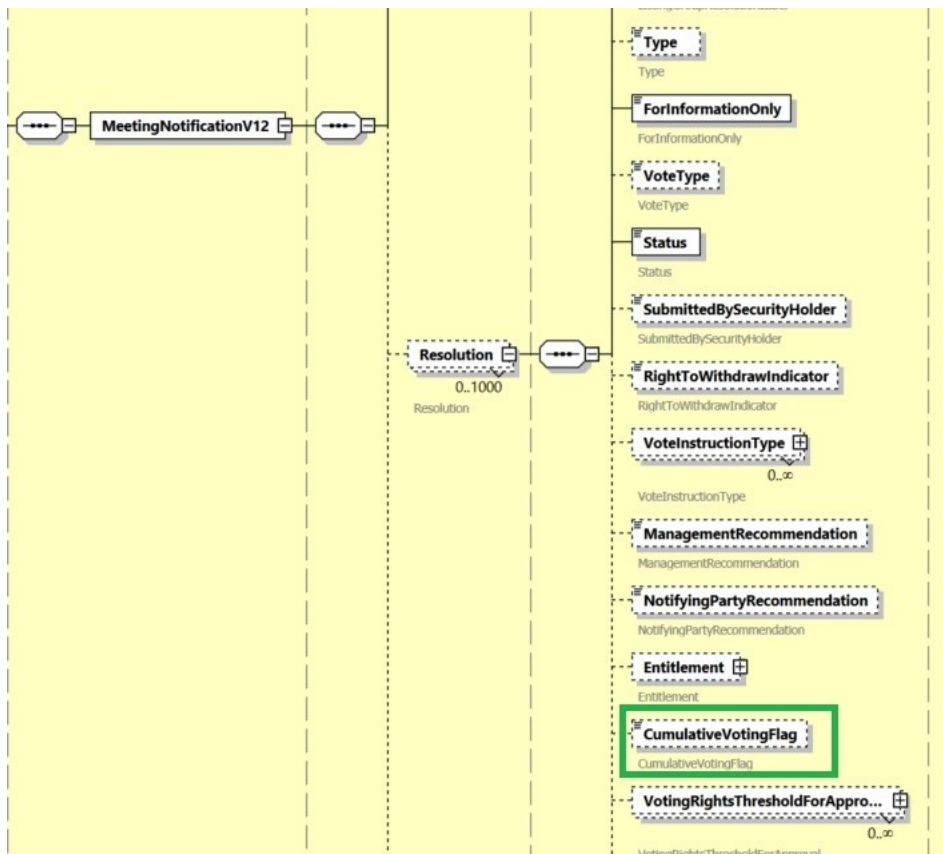 Type
Type
MeetingNotificationV12
ForInformationOnly
ForInformationOnly
VoteType
VoteType
Status
Status
SubmittedBySecurityHolder
SubmittedBySecurityHolder
Resolution
0..1000
Resolution
RightToWithdrawIndicator
RightToWithdrawIndicator
VoteInstructionType
0..∞
VoteInstructionType
ManagementRecommendation
ManagementRecommendation
NotifyingPartyRecommendation
NotifyingPartyRecommendation
Entitlement
Entitlement
CumulativeVotingFlag
CumulativeVotingFlag
VotingRightsThresholdForAppro...
0..∞
VotingRightsThresholdForApproval